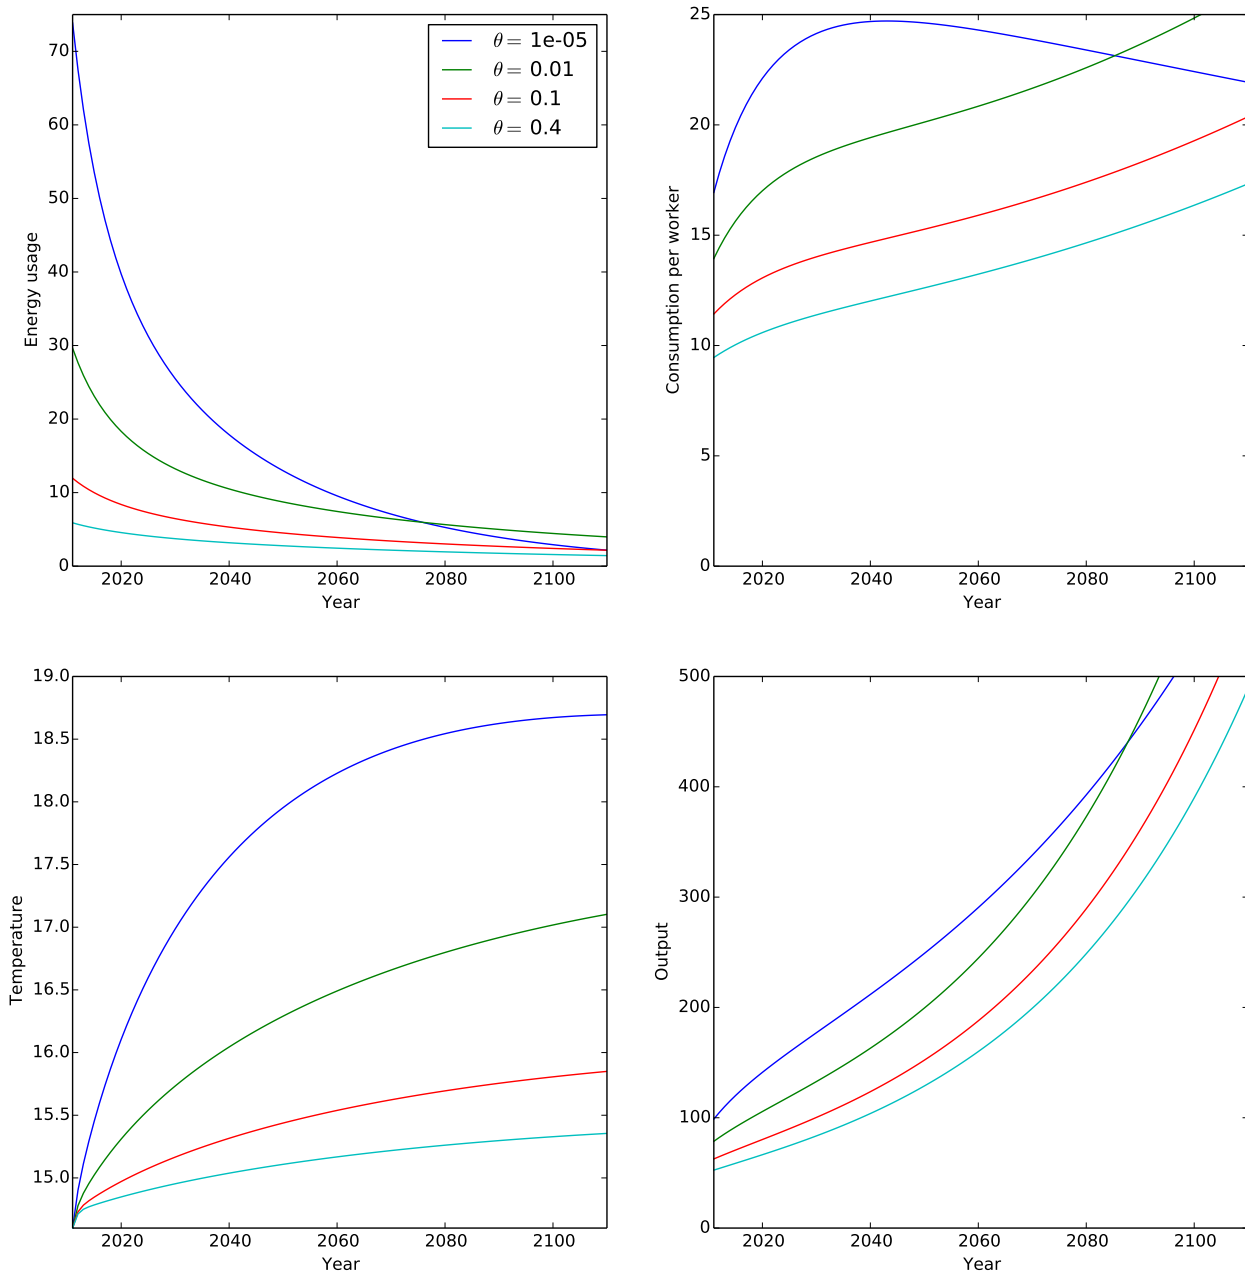 70
60
50
40
30
20
10
0
Energy usage
2020 2040 2060 2080 2100
Year
θ = 1e-05
θ = 0.01
θ = 0.1
θ = 0.4
25
20
15
10
5
0
Consumption per worker
2020 2040 2060 2080 2100
Year
19.0
18.5
18.0
17.5
17.0
16.5
16.0
15.5
15.0
Temperature
2020 2040 2060 2080 2100
Year
500
400
300
200
100
0
Output
2020 2040 2060 2080 2100
Year